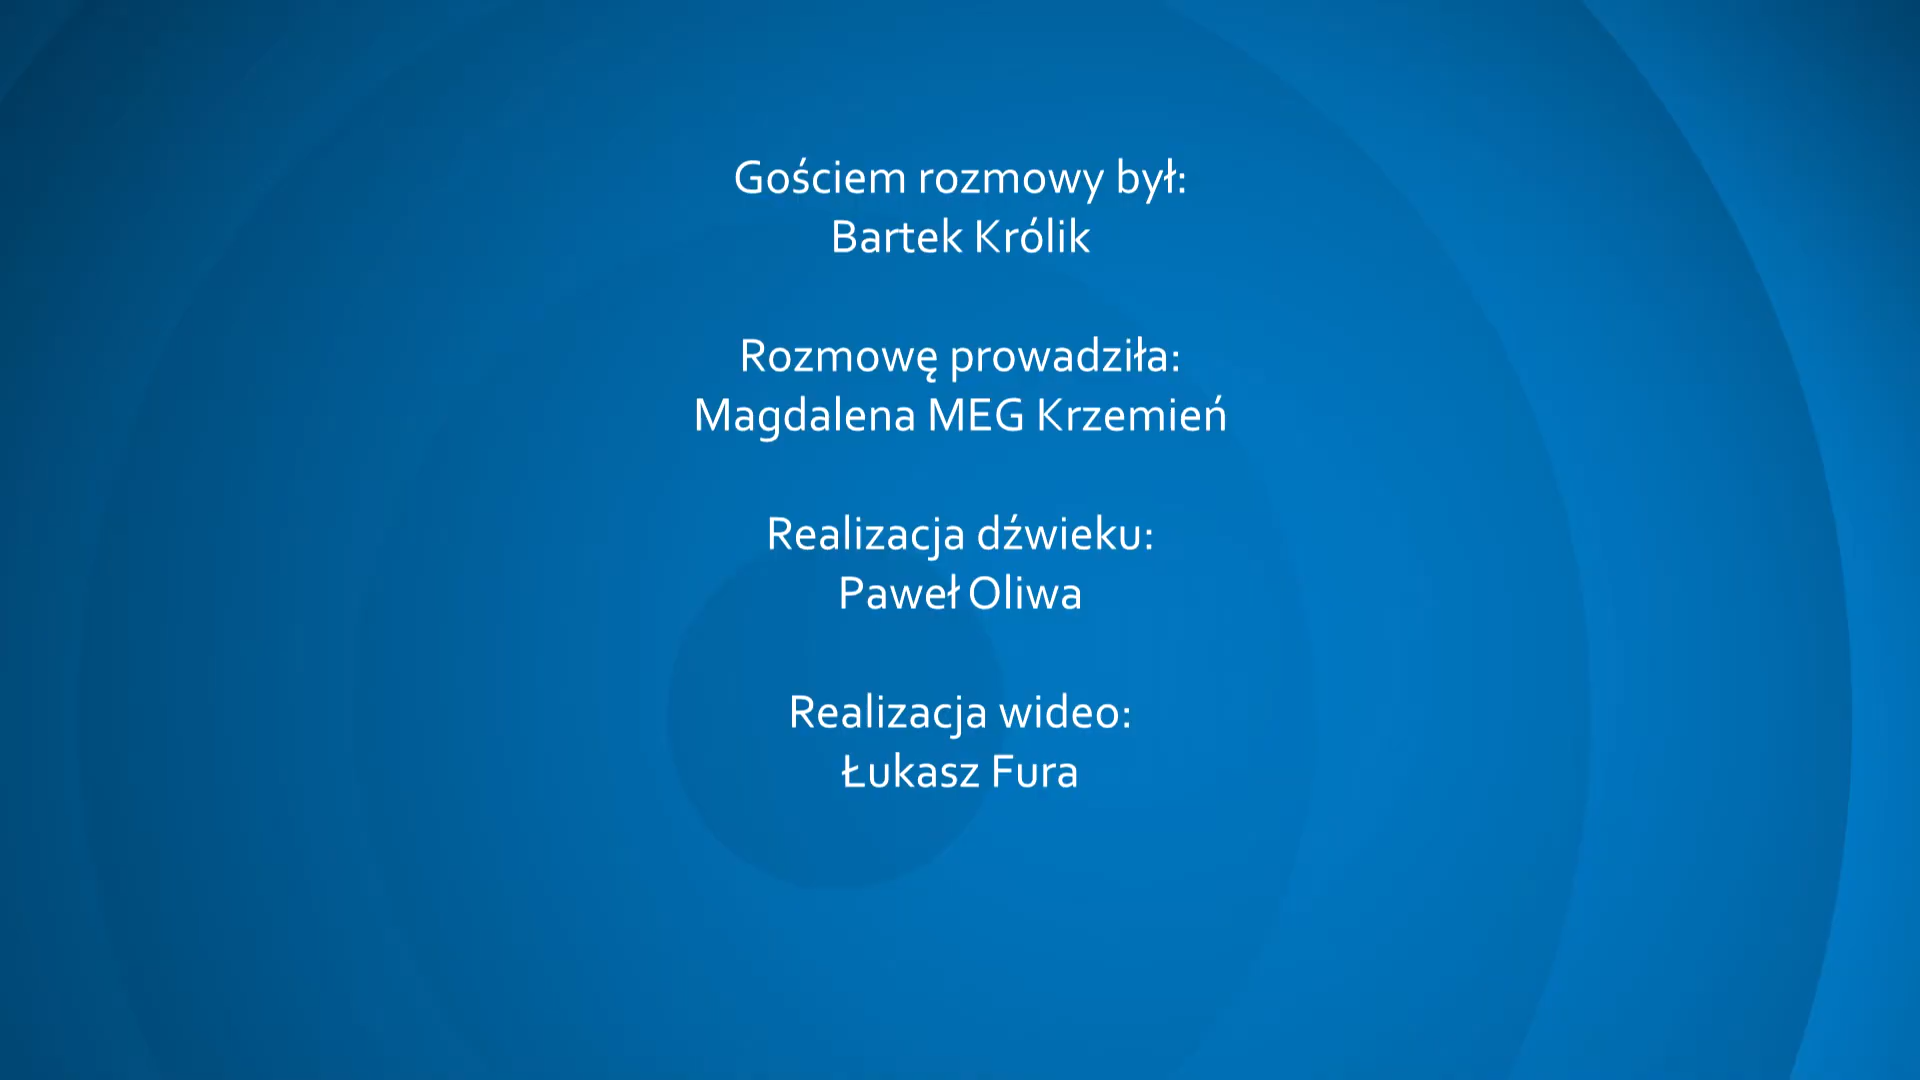 Gościem rozmowy był:
Bartek Królik
Rozmowę prowadziła:
Magdalena MEG Krzemień
Realizacja dźwieku:
Paweł Oliwa
Realizacja wideo:
Łukasz Fura